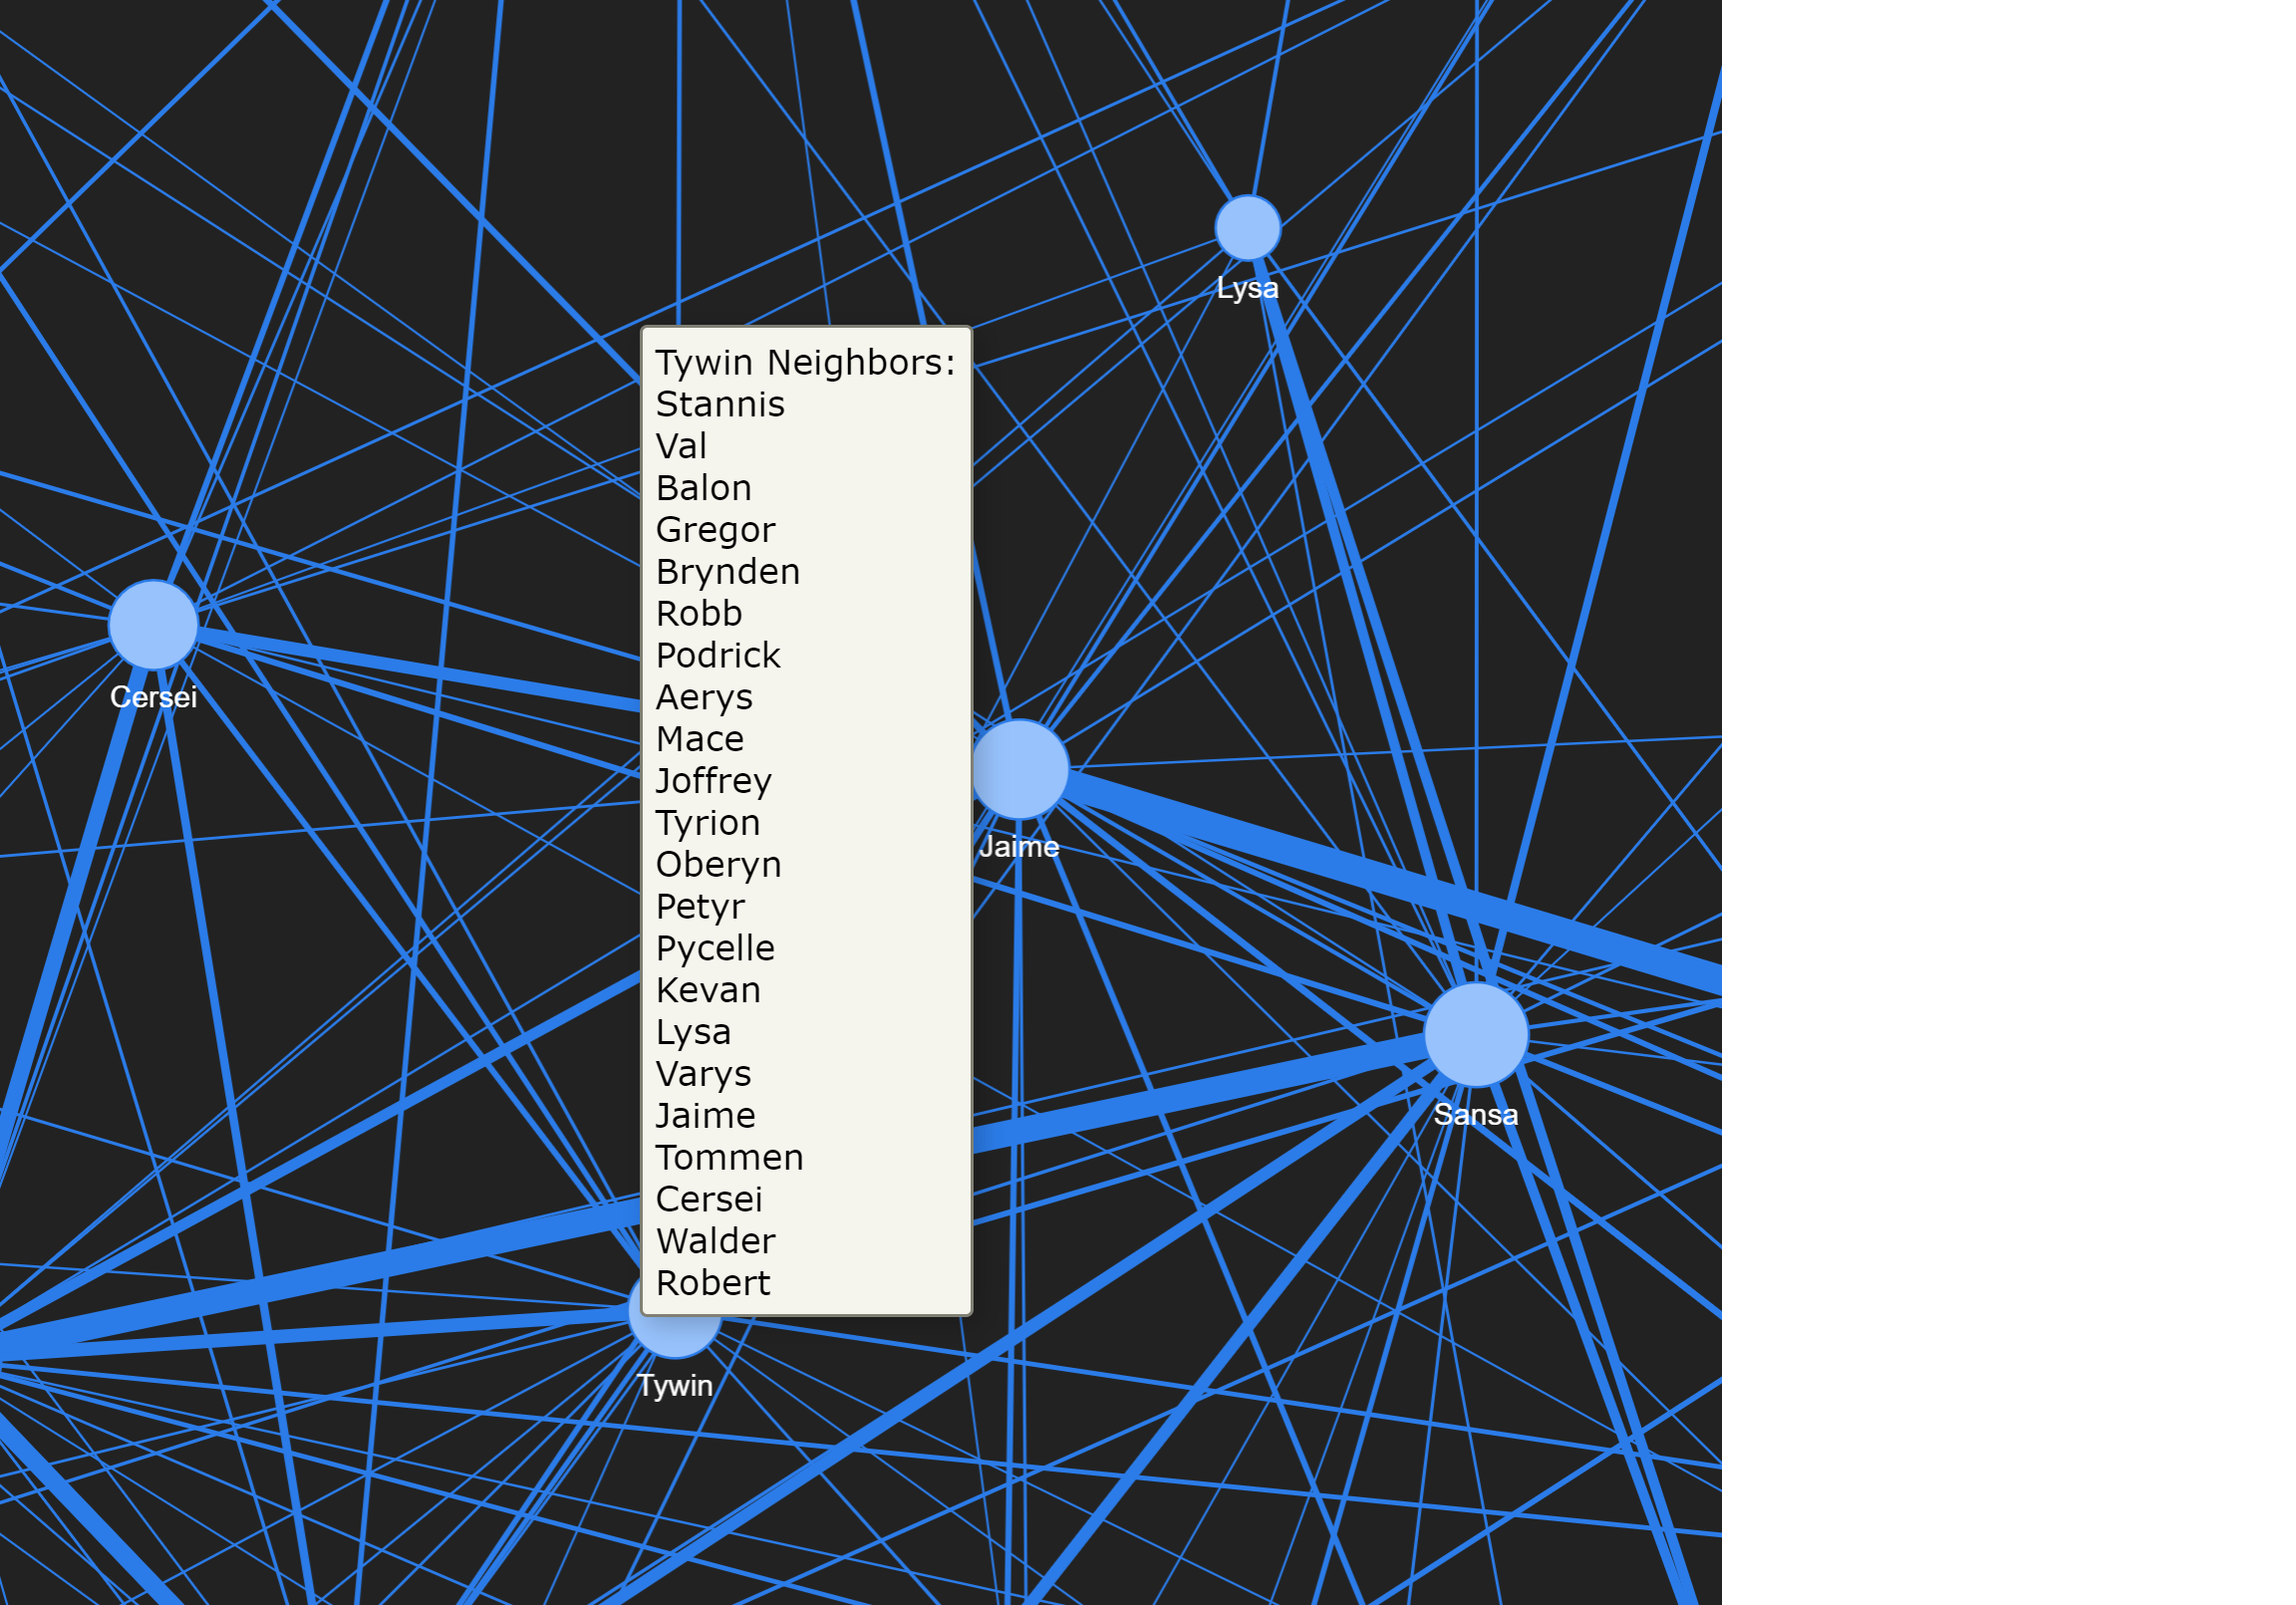 Lysa
Tywin Neighbors:
Stannis
Val
Balon
Gregor
Brynden
Robb
Podrick
Aerys
Mace
Joffrey
Tyrion
Oberyn
Petyr
Pycelle
Kevan
Lysa
Varys
Jaime
Tommen
Cersei
Walder
Robert
Cersei
Jaime
Sansa
Tywin